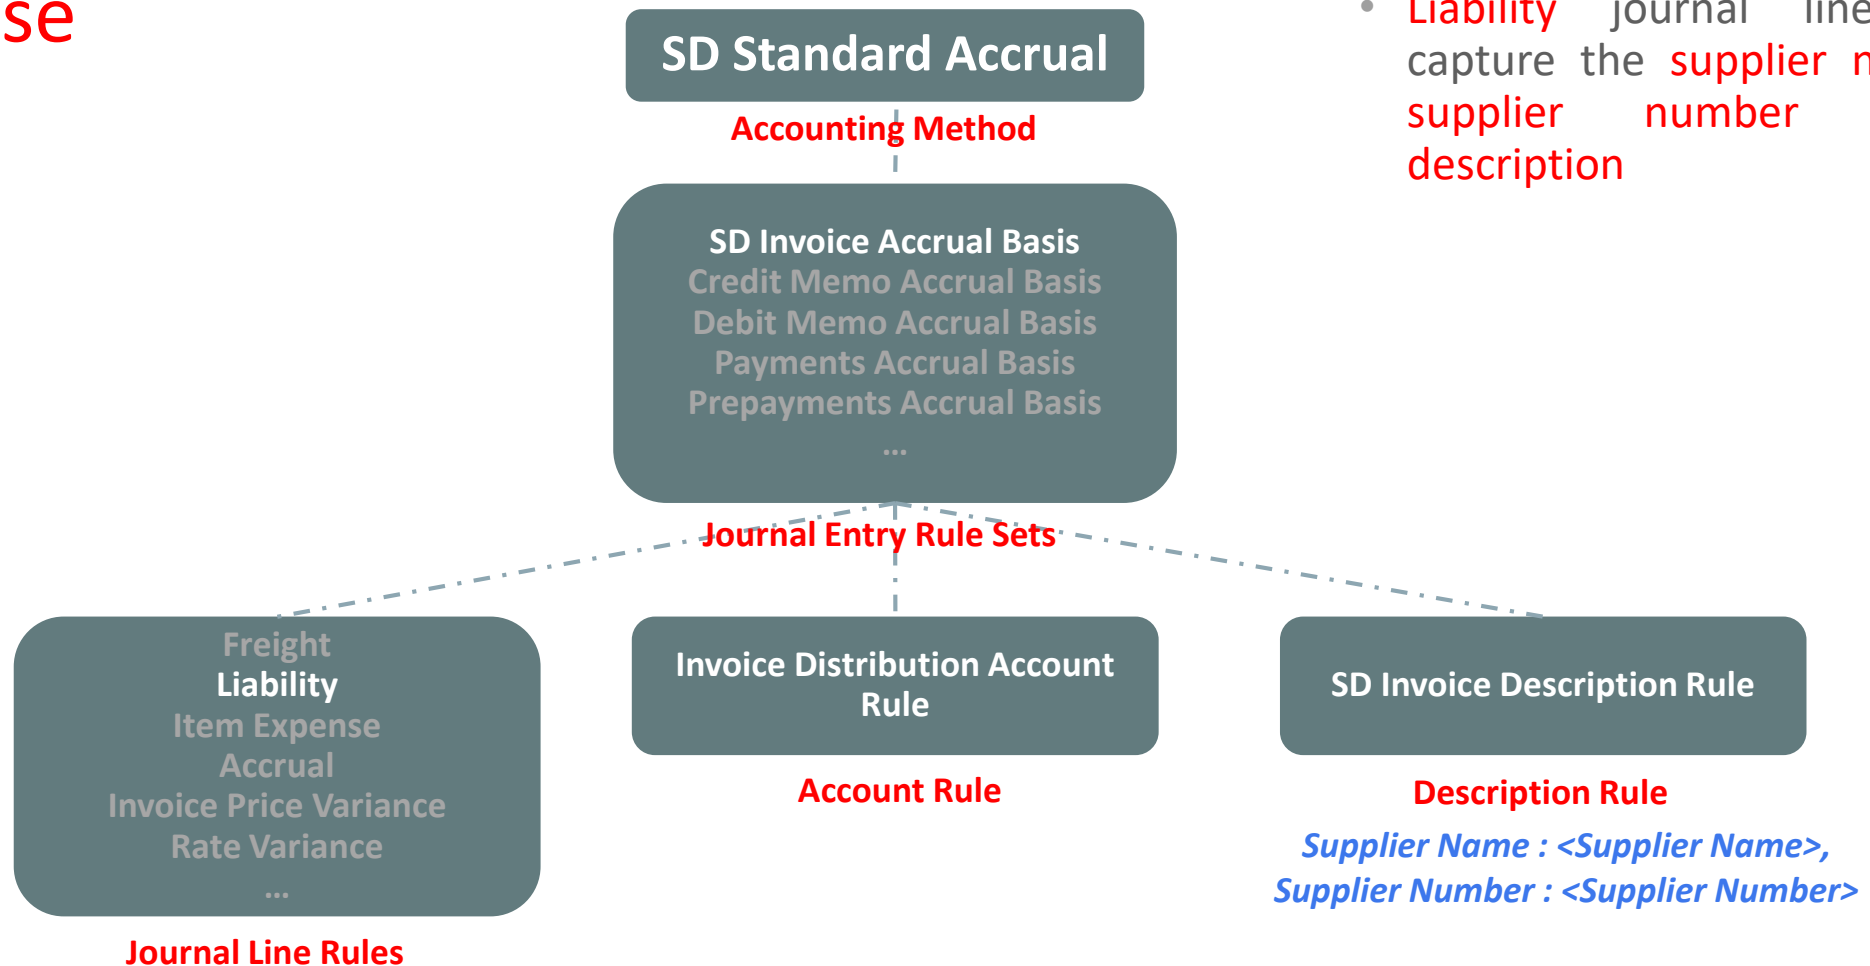 se
SD Standard Accrual
Accounting Method
• Liability journal line
capture the supplier
supplier number
description
SD Invoice Accrual Basis
Credit Memo Accrual Basis
Debit Memo Accrual Basis
Payments Accrual Basis
Prepayments Accrual Basis
...
Journal Entry Rule Sets
Freight
Liability
Item Expense
Accrual
Invoice Price Variance
Rate Variance
...
Journal Line Rules
Invoice Distribution Account
Rule
Account Rule
SD Invoice Description Rule
Description Rule
Supplier Name : <Supplier Name>,
Supplier Number : <Supplier Number>